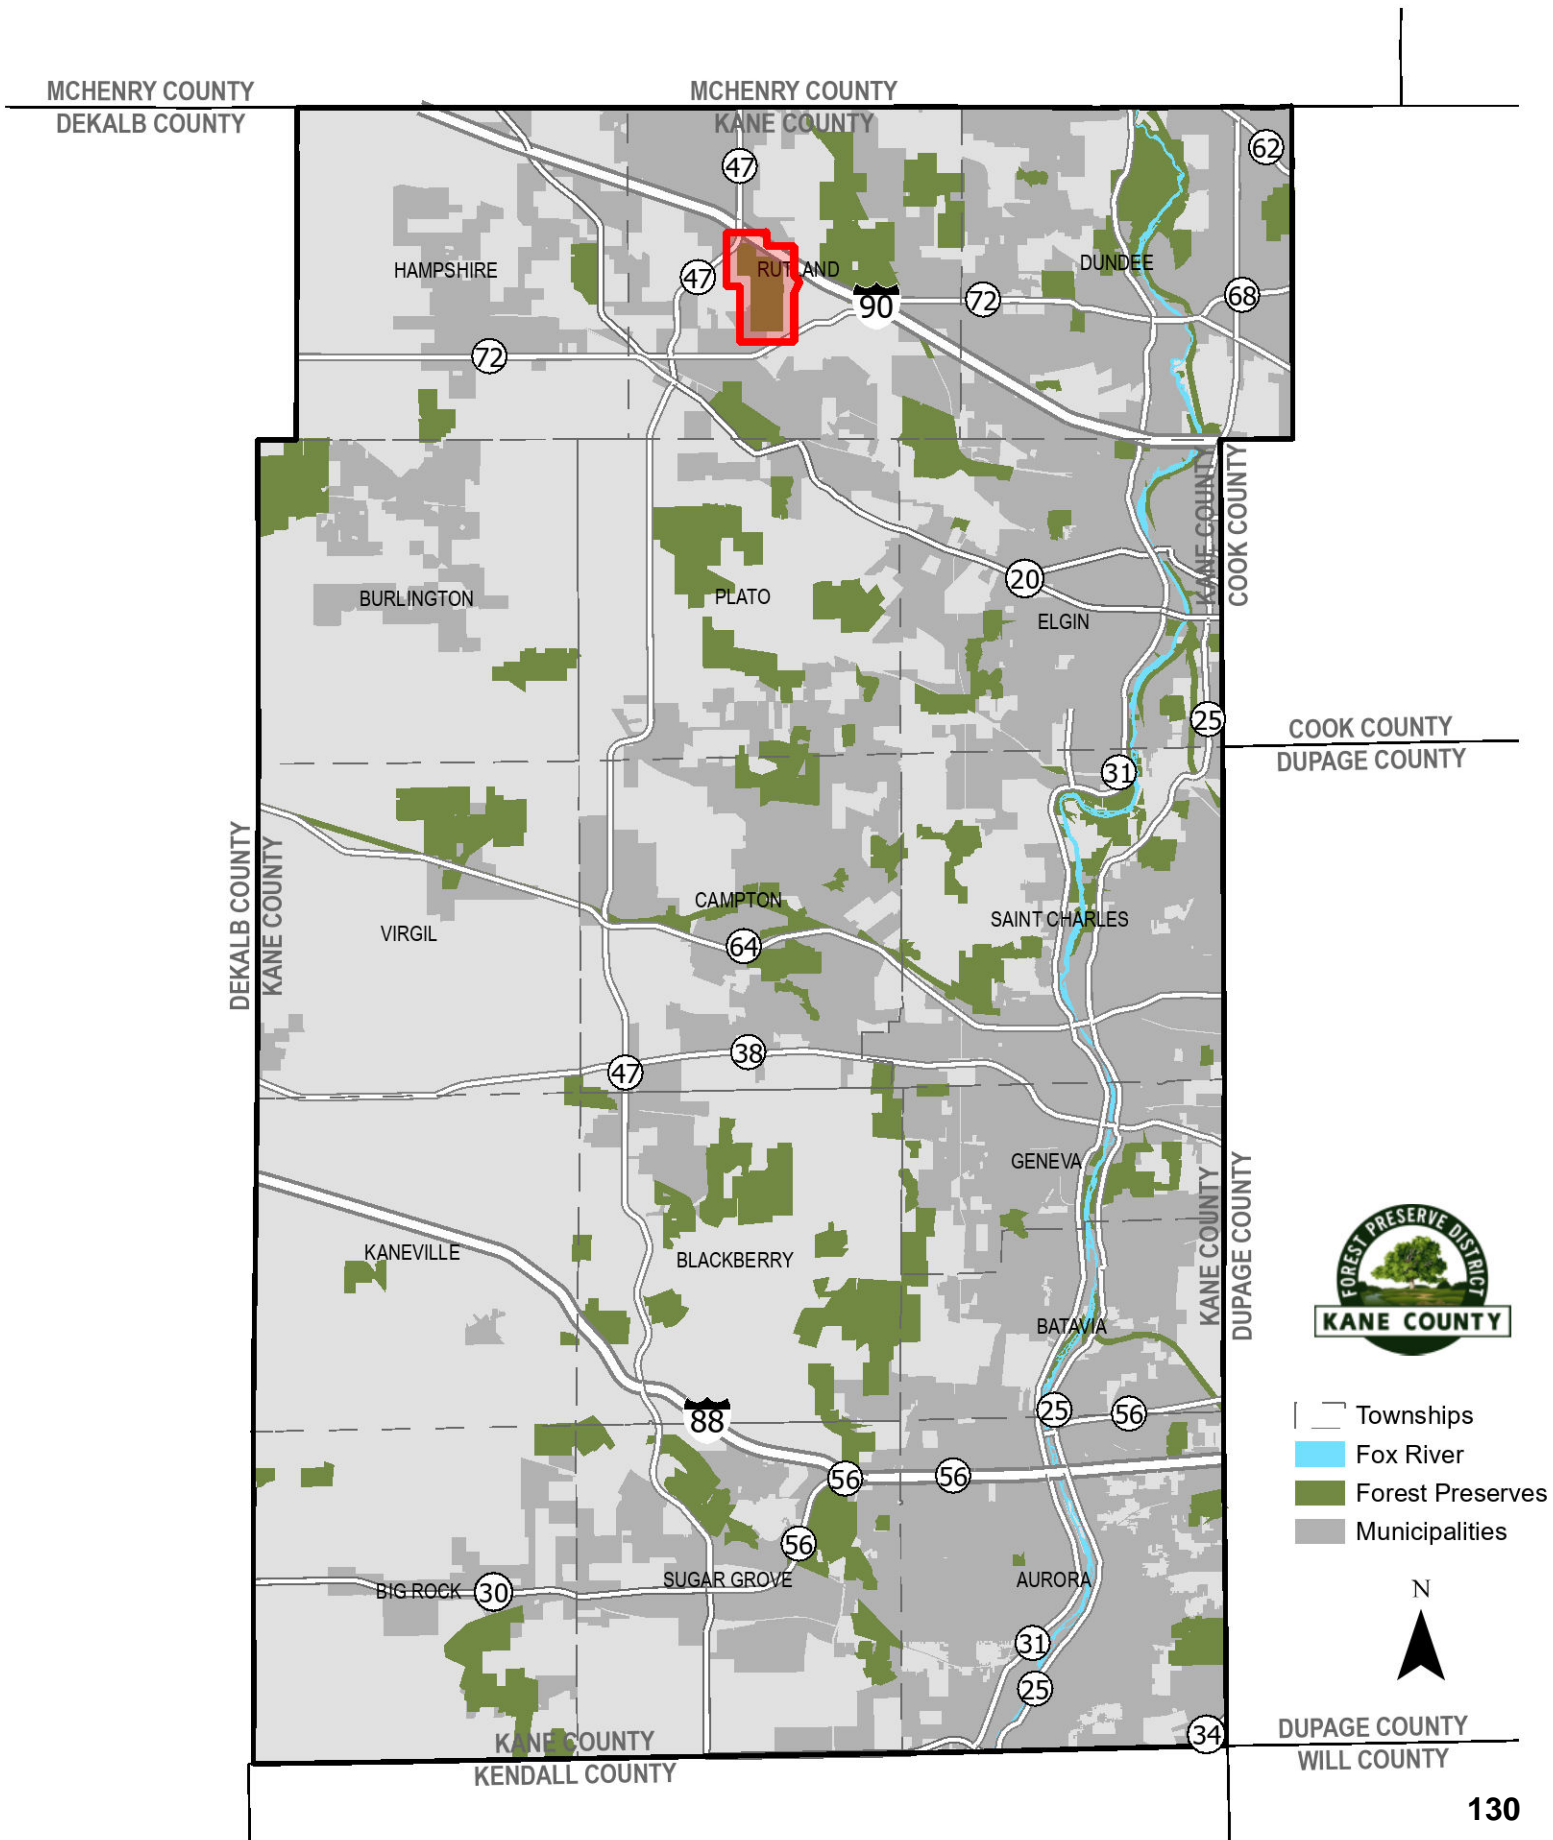 MCHENRY COUNTY
DEKALB COUNTY
MCHENRY COUNTY
KANE COUNTY
62
47
HAMPSHIRE
47
RUTLAND
DUNDEE
90
72
68
72
KANE COUNTY
COOK COUNTY
20
BURLINGTON
PLATO
ELGIN
25
COOK COUNTY
DUPAGE COUNTY
31
DEKALB COUNTY
KANE COUNTY
CAMPTON
VIRGIL
SAINT CHARLES
64
38
47
GENEVA
KANE COUNTY
DUPAGE COUNTY
KANEVILLE
BLACKBERRY
BATAVIA
FOREST PRESERVE DISTRICT
KANE COUNTY
88
25
56
Townships
Fox River
Forest Preserves
Municipalities
56
56
56
BIG ROCK
30
SUGAR GROVE
AURORA
N
31
25
34
KANE COUNTY
KENDALL COUNTY
DUPAGE COUNTY
WILL COUNTY
130